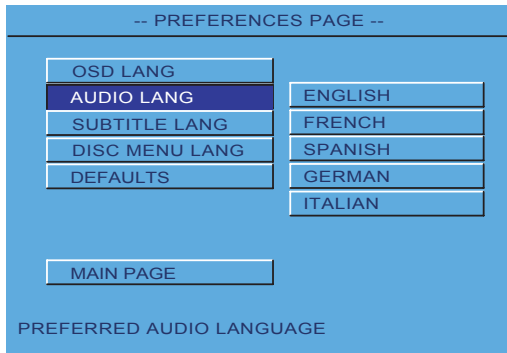 -- PREFERENCES PAGE --
OSD LANG
AUDIO LANG
SUBTITLE LANG
DISC MENU LANG
DEFAULTS
ENGLISH
FRENCH
SPANISH
GERMAN
ITALIAN
MAIN PAGE
PREFERRED AUDIO LANGUAGE